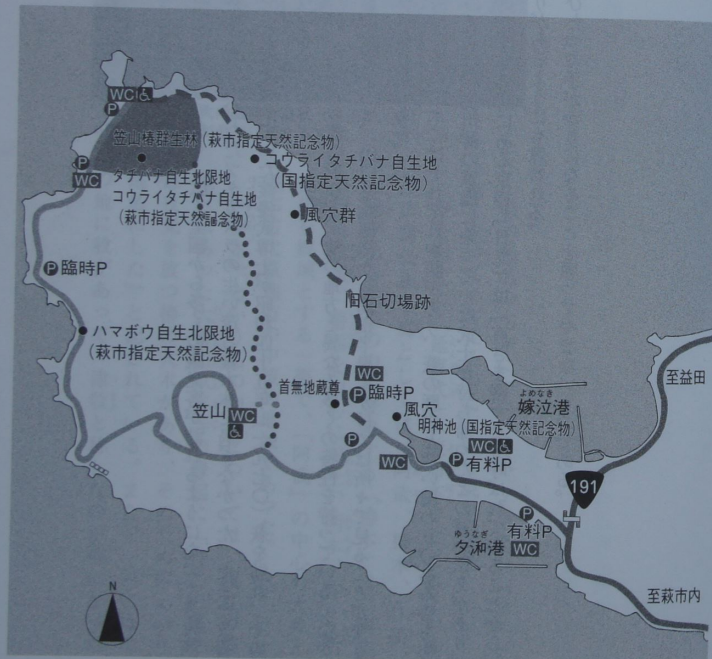 WC
P
笠山椿群生林(萩市指定天然記念物)
P
WC
タチバナ自生北限地
コウライタチバナ自生地
(萩市指定天然記念物)
コウライタチバナ自生地
(国指定天然記念物)
風穴群
P 臨時P
旧石切場跡
ハマボウ自生北限地
(萩市指定天然記念物)
首無地蔵尊
WC
P 臨時P
風穴
明神池(国指定天然記念物)
笠山 WC
P
WC
WC
P 有料P
よめなき
嫁泣港
至益田
191
P
有料P
ゆうなぎ
夕和港 WC
至萩市内
N